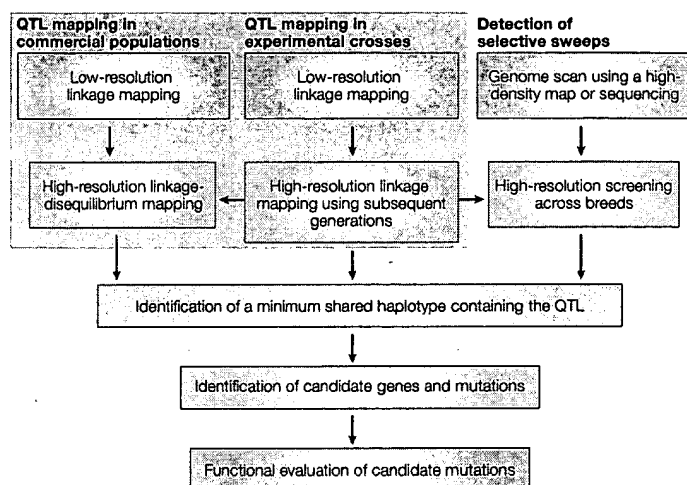 QTL mapping in
commercial populations
QTL mapping in
experimental crosses
Detection of
selective sweeps
Low-resolution
linkage mapping
Low-resolution
linkage mapping
Genome scan using a high-
density map or sequencing
High-resolution linkage-
disequilibrium mapping
High-resolution linkage
mapping using subsequent
generations
High-resolution screening
across breeds
Identification of a minimum shared haplotype containing the QTL
Identification of candidate genes and mutations
Functional evaluation of candidate mutations